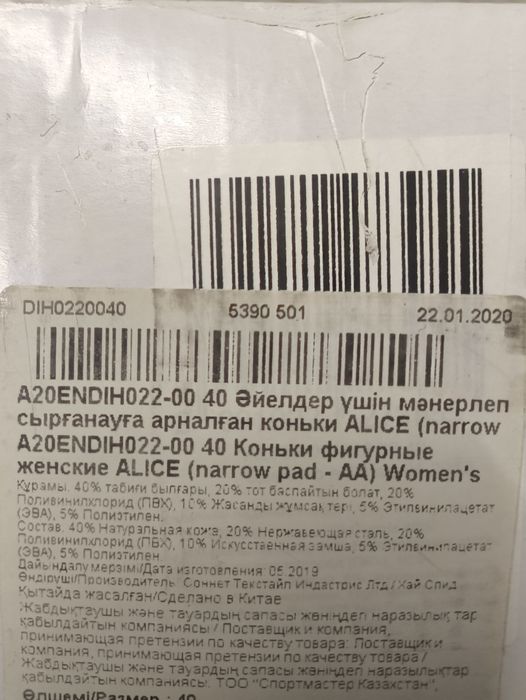 DIH0220040 5390 501 22.01.2020
A20ENDIH022-00 40 Әйелдер үшін мәнерлеп
сырғанауға арналған коньки ALICE (narrow
A20ENDIH022-00 40 Коньки фигурные
женские ALICE (narrow pad - AA) Women's
Құрамы: 40% табиғи былғары, 20% тот баспайтын болат, 20%
Поливинилхлорид (ПВХ), 10% Жасанды жұмсақ тері, 5% Этилвинилацетат
(ЭВА), 5% Полиэтилен.
Состав: 40% Натуральная кожа, 20% Нержавеющая сталь, 20%
Поливинилхлорид (ПВХ), 10% Искусственная замша, 5% Этилвинилацетат
(ЭВА), 5% Полиэтилен
Дайындалу мерзімі/Дата изготовления: 05.2019
Өндіруші/Производитель: Соннет Текстайл Индастрис Лтд / Хай Спид
Қытайда жасалған/Сделано в Китае
Жабдықтаушы және тауардың сапасы жөніндегі наразылықтар
қабылдайтын компаниясы / Поставщик и компания,
принимающая претензии по качеству товара: Поставщик и
компания, принимающая претензии по качеству товара /
Жабдықтаушы және тауардың сапасы жөніндегі наразылықтар
қабылдайтын компаниясы: ТОО "Спортмастер Казахстан"
Өлшемі/Размер : 40